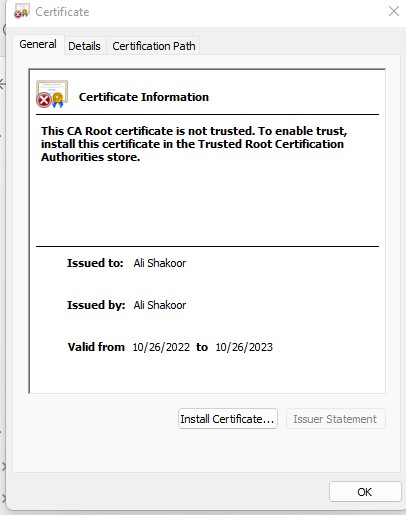 Certificate
General Details Certification Path
Certificate Information
This CA Root certificate is not trusted. To enable trust,
install this certificate in the Trusted Root Certification
Authorities store.
Issued to: Ali Shakoor
Issued by: Ali Shakoor
Valid from 10/26/2022 to 10/26/2023
Install Certificate... Issuer Statement
OK